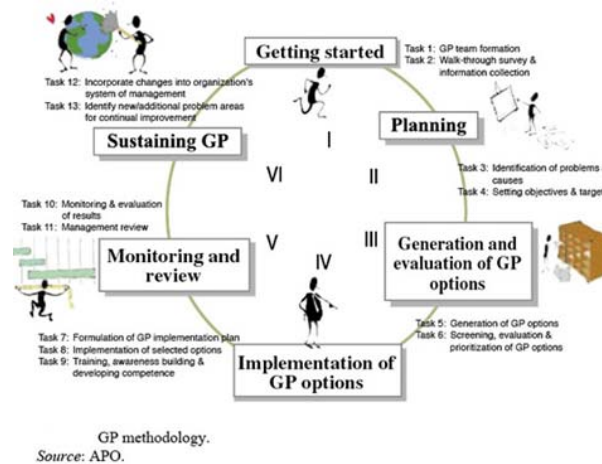 Getting started
Task 1: GP team formation
Task 2: Walk-through survey &
information collection
I
Planning
Task 3: Identification of problems
causes
Task 4: Setting objectives & target
II
Generation and
evaluation of GP
options
Task 5: Generation of GP options
Task 6: Screening, evaluation &
prioritization of GP options
III
Implementation of
GP options
Task 7: Formulation of GP implementation plan
Task 8: Implementation of selected options
Task 9: Training, awareness building &
developing competence
IV
Monitoring and
review
Task 10: Monitoring & evaluation
of results
Task 11: Management review
V
Sustaining GP
Task 12: Incorporate changes into organization's
system of management
Task 13: Identify new/additional problem areas
for continual improvement
VI
GP methodology.
Source: APO.